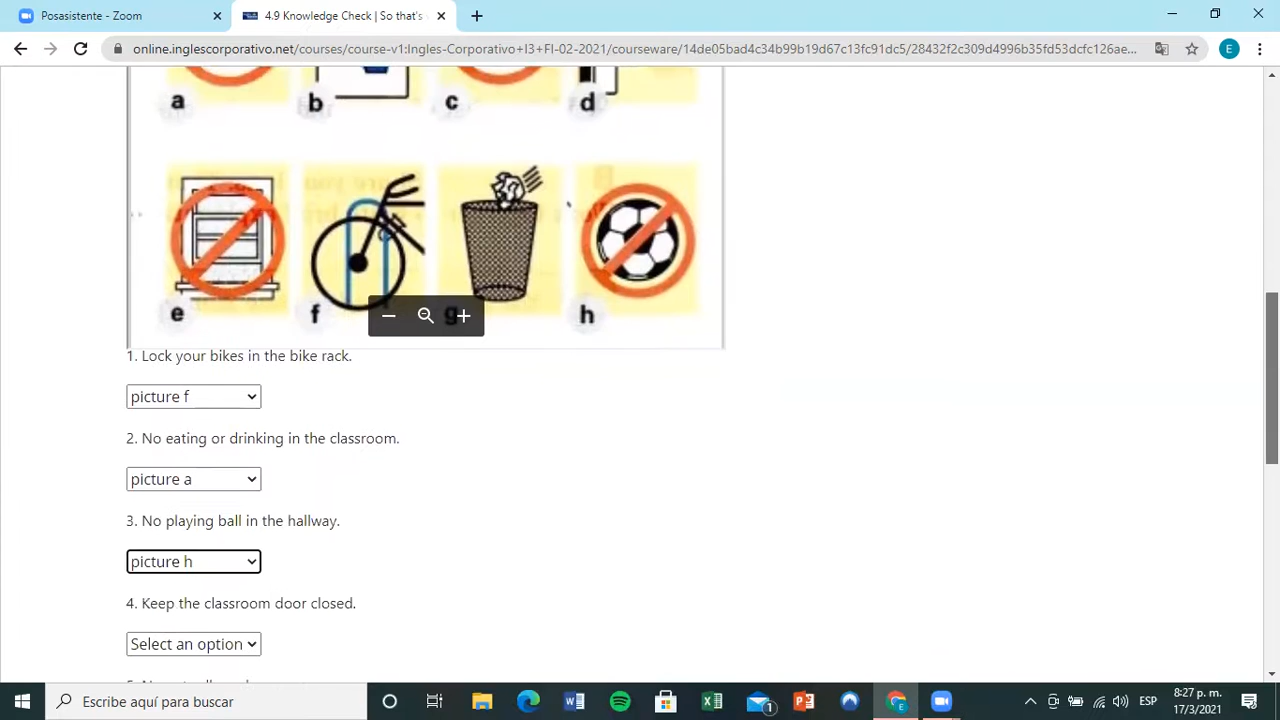 Posasistente - Zoom
4.9 Knowledge Check | So that's
online.inglescorporativo.net/courses/course-v1:Ingles-Corporativo+I3+FI-02-2021/courseware/14de05bad4c34b99b19d67c13fc91dc5/28432f2c309d4996b35fd53dcfc126ae...
E
a b c d
e f g h
1. Lock your bikes in the bike rack.
picture f
2. No eating or drinking in the classroom.
picture a
3. No playing ball in the hallway.
picture h
4. Keep the classroom door closed.
Select an option
Escribe aquí para buscar
1
ESP
8:27 p. m.
17/3/2021